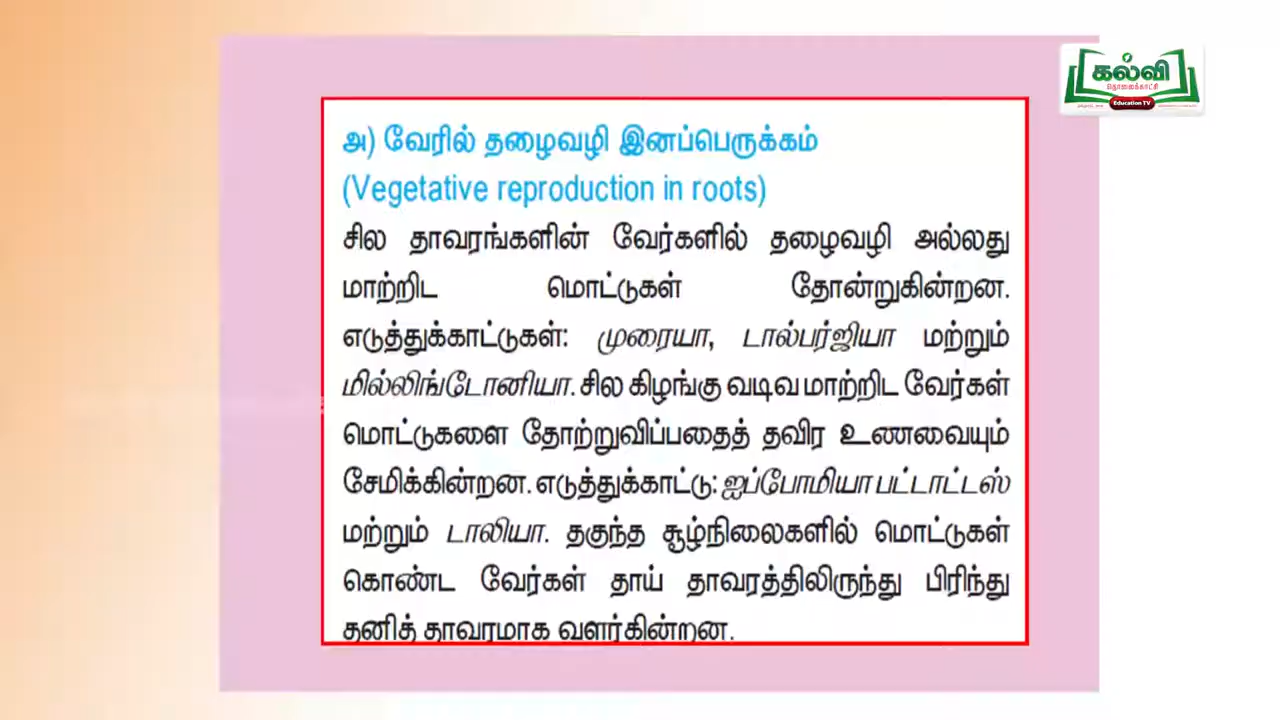 கல்வி
தொலைக்காட்சி
Education TV
அ) வேரில் தழைவழி இனப்பெருக்கம்
(Vegetative reproduction in roots)
சில தாவரங்களின் வேர்களில் தழைவழி அல்லது
மாற்றிட மொட்டுகள் தோன்றுகின்றன.
எடுத்துக்காட்டுகள்: முரையா, டால்பர்ஜியா மற்றும்
மில்லிங்டோனியா. சில கிழங்கு வடிவ மாற்றிட வேர்கள்
மொட்டுகளை தோற்றுவிப்பதைத் தவிர உணவையும்
சேமிக்கின்றன. எடுத்துக்காட்டு: ஐப்போமியா பட்டாட்டஸ்
மற்றும் டாலியா. தகுந்த சூழ்நிலைகளில் மொட்டுகள்
கொண்ட வேர்கள் தாய் தாவரத்திலிருந்து பிரிந்து
தனித் தாவரமாக வளர்கின்றன.